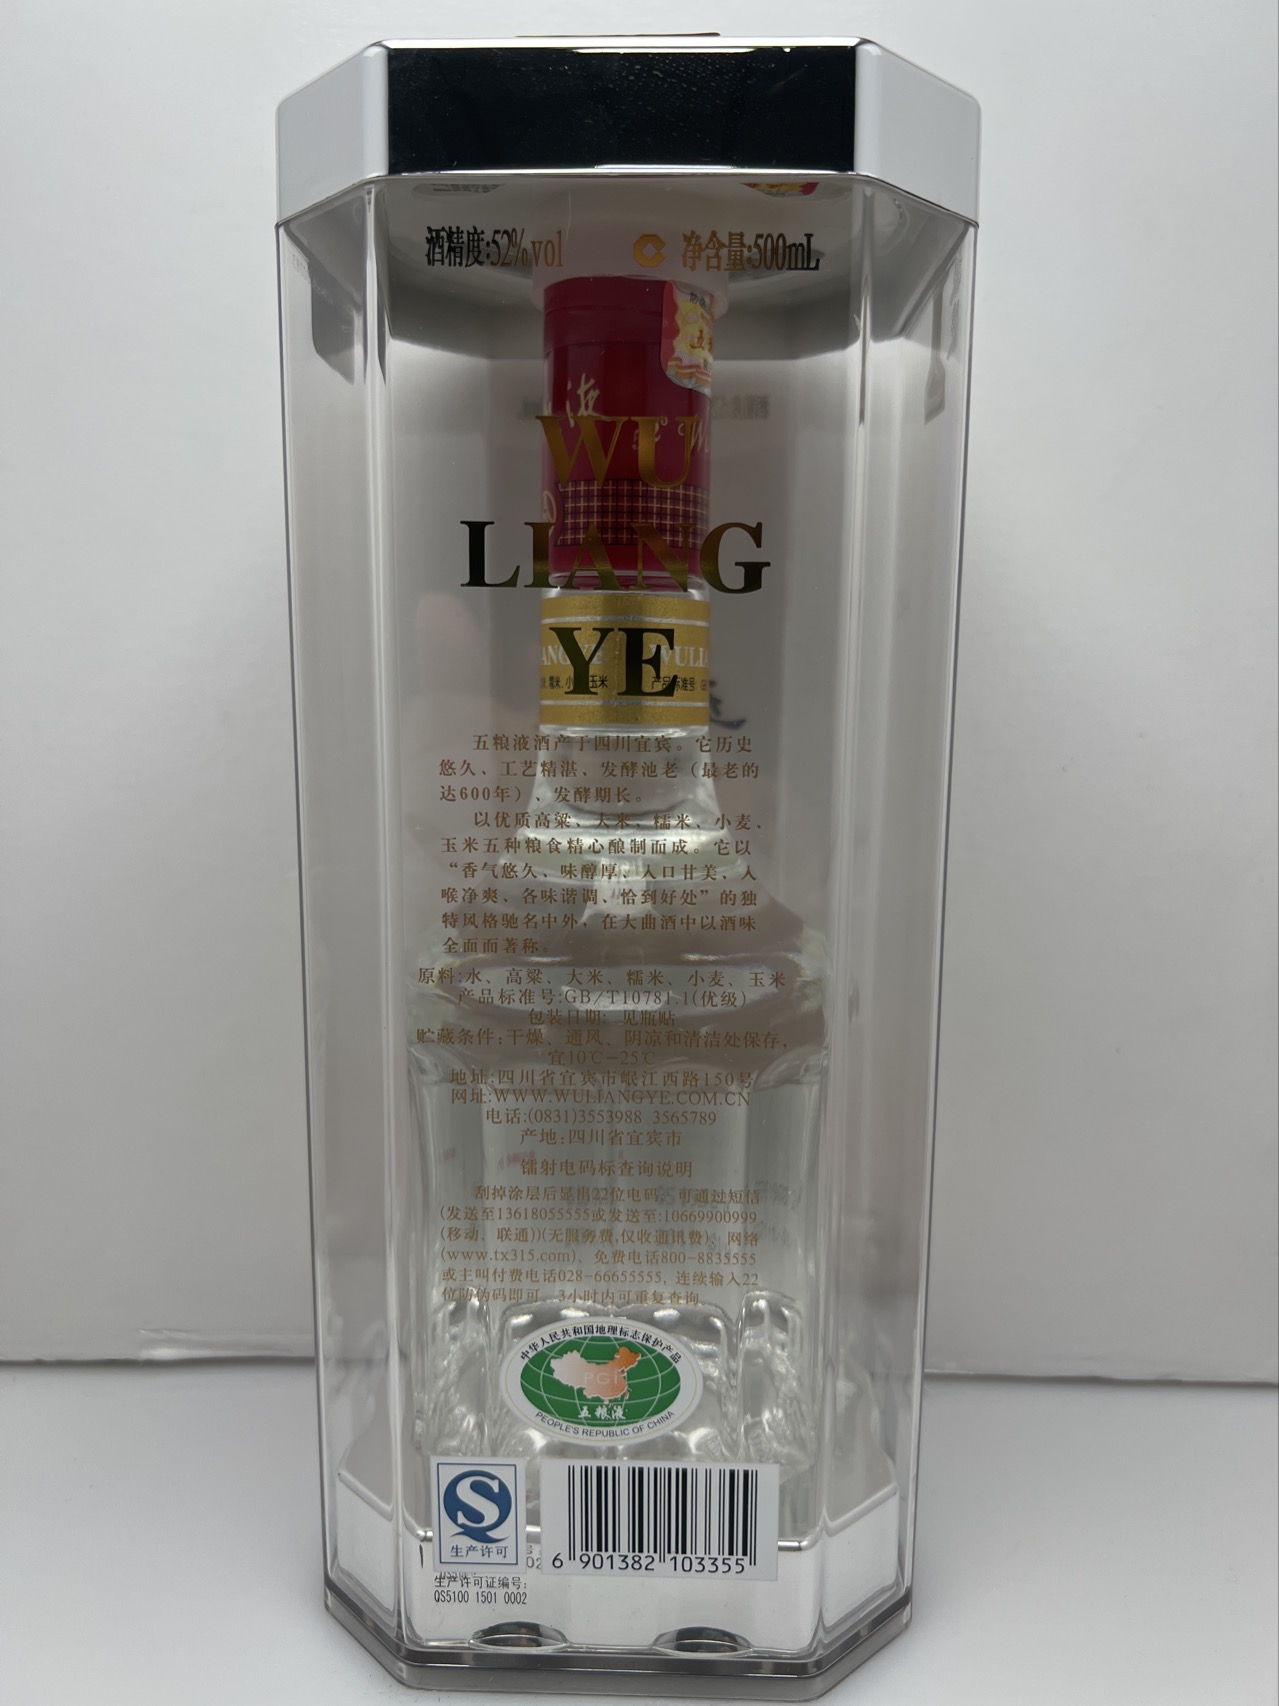 酒精度:52%vol 净含量:500mL
液
WU
LIANG
YE
糯米、小 玉米 产品标准号:
五粮液酒产于四川宜宾。它历史
悠久、工艺精湛、发酵池老（最老的
达600年）、发酵期长。
以优质高粱、大米、糯米、小麦、
玉米五种粮食精心酿制而成。它以
“香气悠久、味醇厚、入口甘美、入
喉净爽、各味谐调、恰到好处”的独
特风格驰名中外，在大曲酒中以酒味
全面而著称。
原料:水、高粱、大米、糯米、小麦、玉米
产品标准号:GB/T10781.1(优级)
包装日期: 见瓶贴
贮藏条件:干燥、通风、阴凉和清洁处保存，
宜10℃-25℃
地址:四川省宜宾市岷江西路150号
网址:WWW.WULIANGYE.COM.CN
电话:(0831)3553988 3565789
产地:四川省宜宾市
镭射电码标查询说明
刮掉涂层后显出22位电码，可通过短信
(发送至13618055555或发送至:10669900999
(移动、联通))(无服务费,仅收通讯费)、网络
(www.tx315.com)、免费电话800-8835555
或主叫付费电话028-66655555, 连续输入22
位防伪码即可。3小时内可重复查询。
中华人民共和国地理标志保护产品
PGI
五粮液
PEOPLE'S REPUBLIC OF CHINA
生产许可
6 901382 103355
生产许可证编号:
QS5100 1501 0002